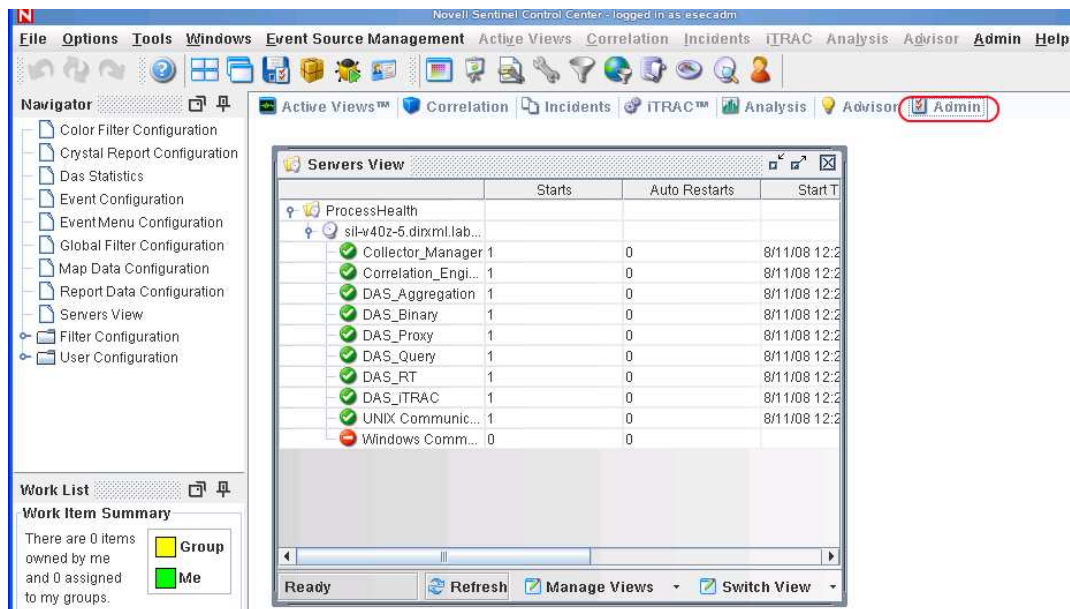 N
Novell Sentinel Control Center - logged in as esecadm
File Options Tools Windows Event Source Management Active Views Correlation Incidents iTRAC Analysis Advisor Admin Help
Navigator
Active Views™ Correlation Incidents iTRAC™ Analysis Advisor Admin
Color Filter Configuration
Crystal Report Configuration
Das Statistics
Event Configuration
Event Menu Configuration
Global Filter Configuration
Map Data Configuration
Report Data Configuration
Servers View
Filter Configuration
User Configuration
Servers View
Starts Auto Restarts Start T
ProcessHealth
sil-v40z-5.dirxml.lab...
Collector_Manager 1 0 8/11/08 12:2
Correlation_Engi... 1 0 8/11/08 12:2
DAS_Aggregation 1 0 8/11/08 12:2
DAS_Binary 1 0 8/11/08 12:2
DAS_Proxy 1 0 8/11/08 12:2
DAS_Query 1 0 8/11/08 12:2
DAS_RT 1 0 8/11/08 12:2
DAS_iTRAC 1 0 8/11/08 12:2
UNIX Communic... 1 0 8/11/08 12:2
Windows Comm... 0 0
Work List
Work Item Summary
There are 0 items
owned by me
and 0 assigned
to my groups.
Group
Me
Ready Refresh Manage Views Switch View